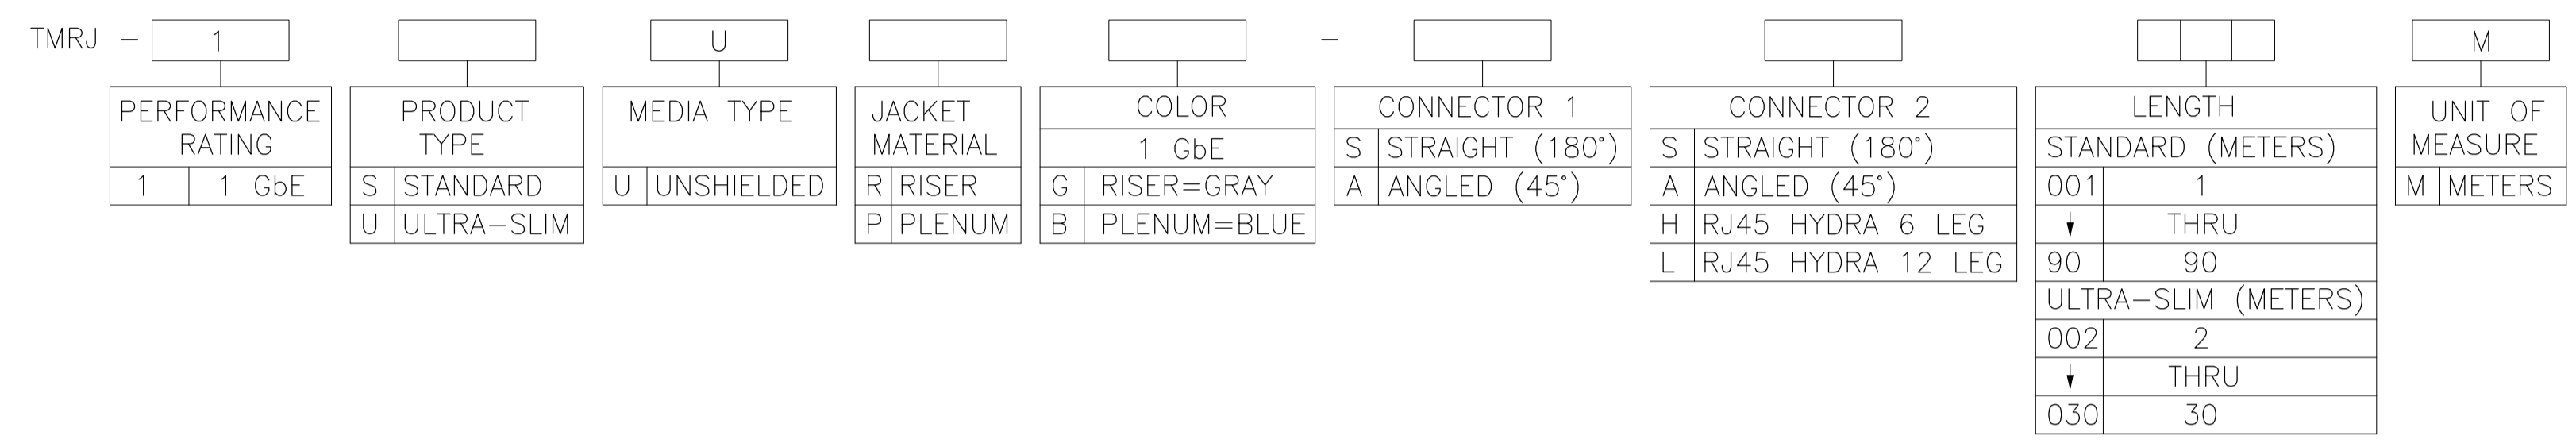 TMRJ - 1 U - M
PERFORMANCE
RATING
1 1 GbE
PRODUCT
TYPE
S STANDARD
U ULTRA-SLIM
MEDIA TYPE
U UNSHIELDED
JACKET
MATERIAL
R RISER
P PLENUM
COLOR
1 GbE
G RISER=GRAY
B PLENUM=BLUE
CONNECTOR 1
S STRAIGHT (180°)
A ANGLED (45°)
CONNECTOR 2
S STRAIGHT (180°)
A ANGLED (45°)
H RJ45 HYDRA 6 LEG
L RJ45 HYDRA 12 LEG
LENGTH
STANDARD (METERS)
001 1
↓ THRU
90 90
ULTRA-SLIM (METERS)
002 2
↓ THRU
030 30
UNIT OF
MEASURE
M METERS